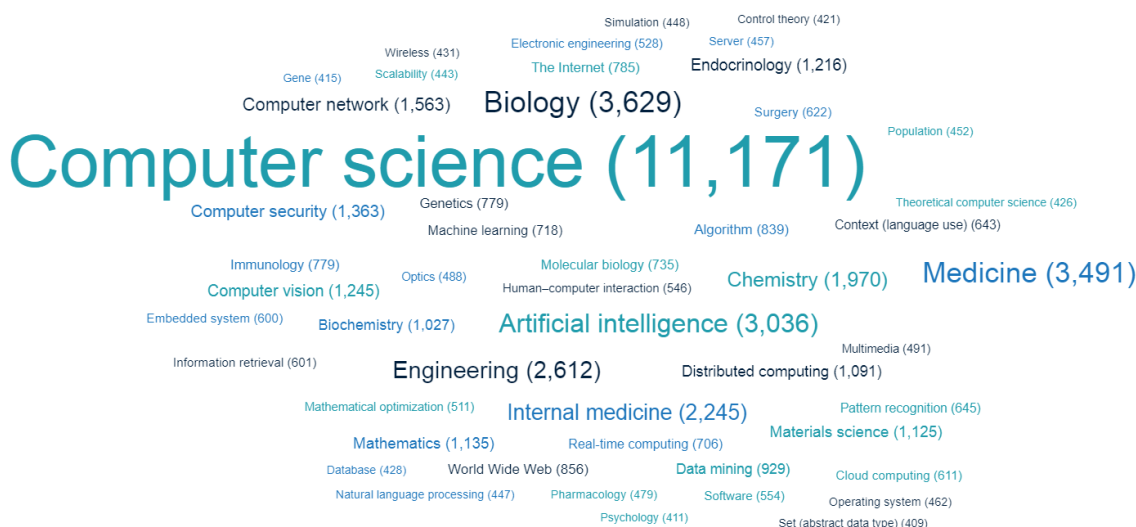 Simulation (448)
Control theory (421)
Electronic engineering (528)
Server (457)
Wireless (431)
The Internet (785)
Endocrinology (1,216)
Gene (415)
Scalability (443)
Computer network (1,563)
Biology (3,629)
Surgery (622)
Population (452)
Computer science (11,171)
Computer security (1,363)
Genetics (779)
Theoretical computer science (426)
Machine learning (718)
Algorithm (839)
Context (language use) (643)
Immunology (779)
Optics (488)
Molecular biology (735)
Chemistry (1,970)
Medicine (3,491)
Computer vision (1,245)
Human–computer interaction (546)
Embedded system (600)
Biochemistry (1,027)
Artificial intelligence (3,036)
Information retrieval (601)
Engineering (2,612)
Distributed computing (1,091)
Multimedia (491)
Mathematical optimization (511)
Internal medicine (2,245)
Pattern recognition (645)
Mathematics (1,135)
Real-time computing (706)
Materials science (1,125)
Database (428)
World Wide Web (856)
Data mining (929)
Cloud computing (611)
Natural language processing (447)
Pharmacology (479)
Software (554)
Operating system (462)
Psychology (411)
Set (abstract data type) (409)